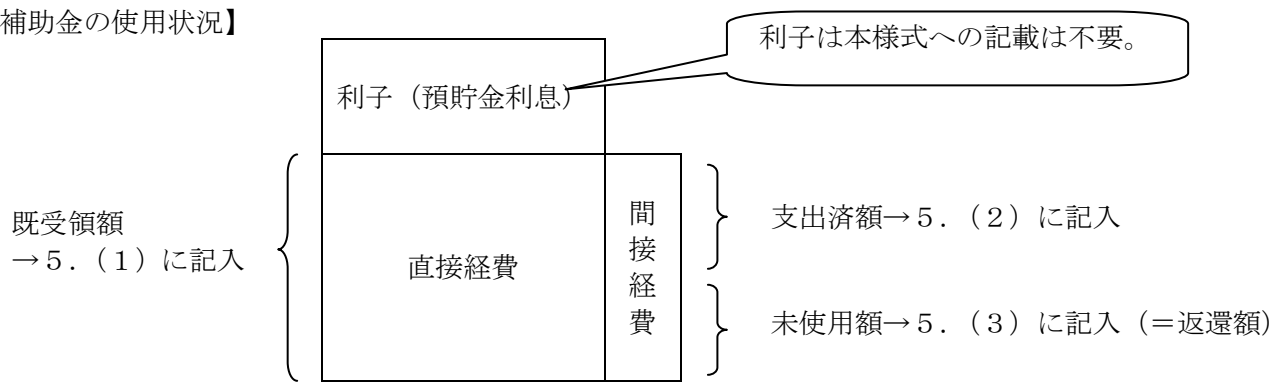 補助金の使用状況】
利子は本様式への記載は不要。
利子（預貯金利息）
既受領額
→５．（１）に記入
直接経費
間接経費
支出済額→５．（２）に記入
未使用額→５．（３）に記入（＝返還額）